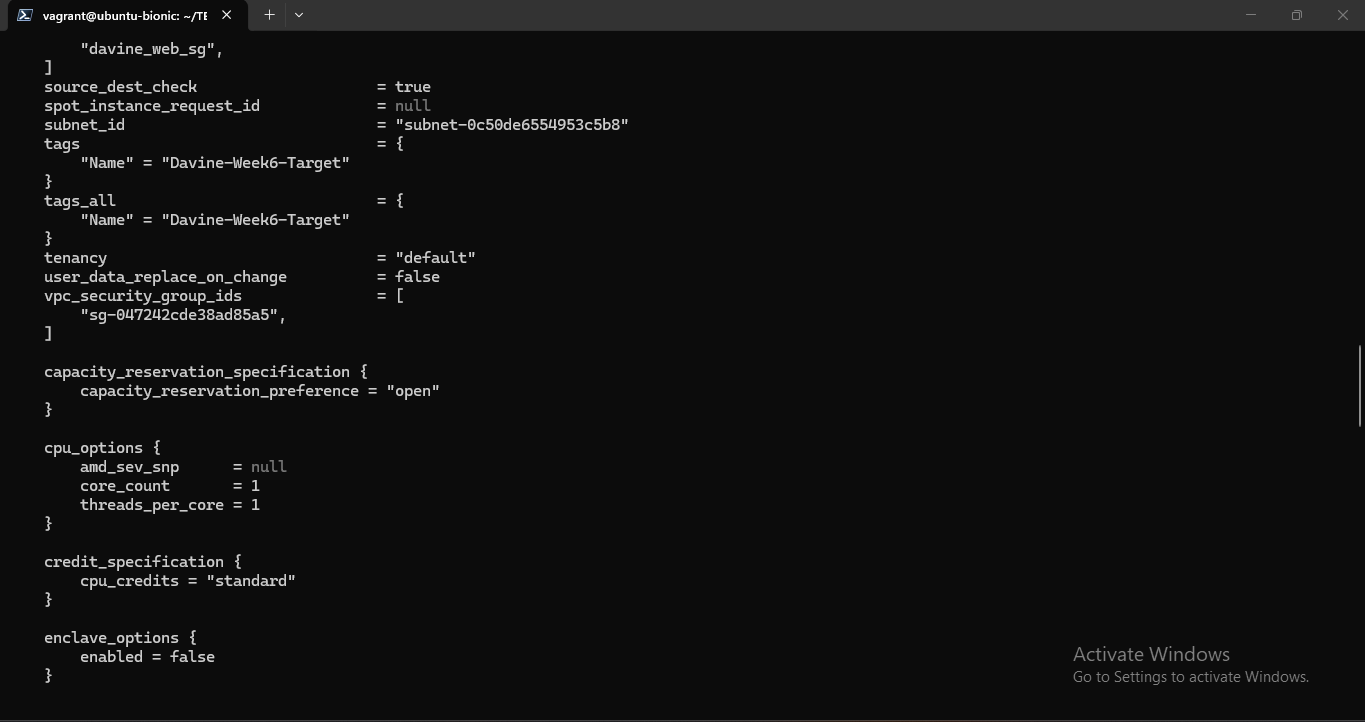 vagrant@ubuntu-bionic: ~/TE
"davine_web_sg",
]
source_dest_check = true
spot_instance_request_id = null
subnet_id = "subnet-0c50de6554953c5b8"
tags = {
"Name" = "Davine-Week6-Target"
}
tags_all = {
"Name" = "Davine-Week6-Target"
}
tenancy = "default"
user_data_replace_on_change = false
vpc_security_group_ids = [
"sg-047242cde38ad85a5",
]
capacity_reservation_specification {
capacity_reservation_preference = "open"
}
cpu_options {
amd_sev_snp = null
core_count = 1
threads_per_core = 1
}
credit_specification {
cpu_credits = "standard"
}
enclave_options {
enabled = false
}
Activate Windows
Go to Settings to activate Windows.